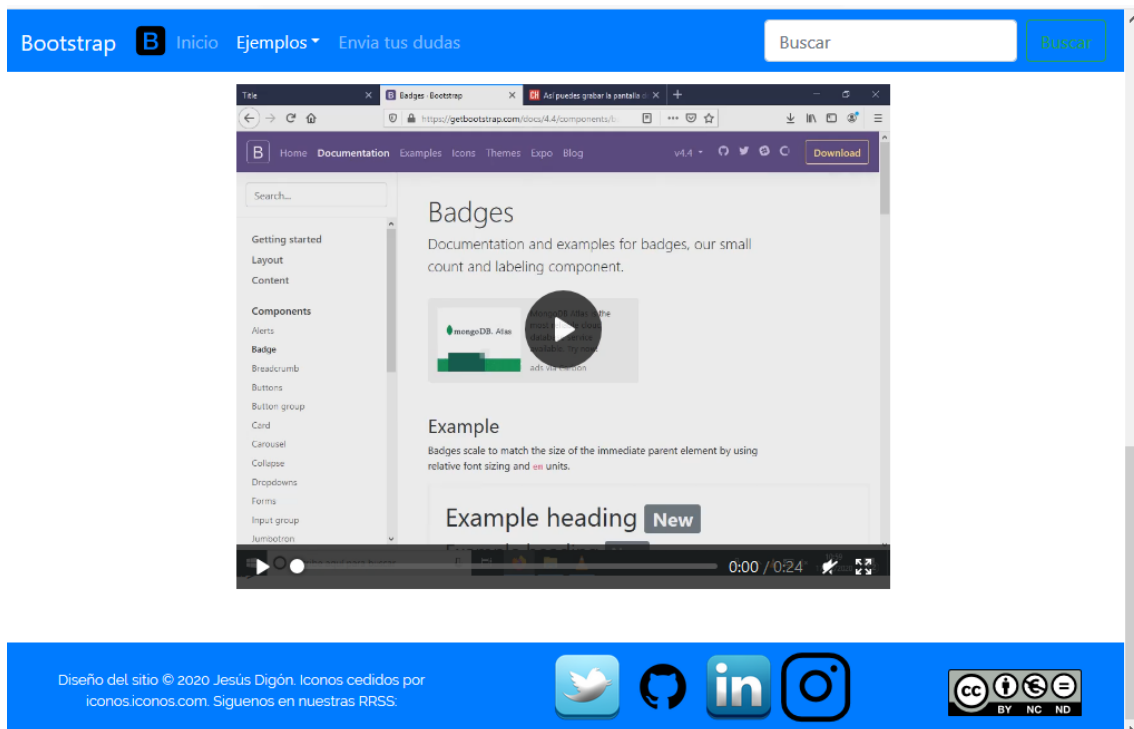 Bootstrap B Inicio Ejemplos Envia tus dudas Buscar Buscar
Title Badges · Bootstrap CH Así puedes grabar la pantalla
https://getbootstrap.com/docs/4.4/components/
B Home Documentation Examples Icons Themes Expo Blog v4.4 Download
Search...
Getting started
Layout
Content
Components
Alerts
Badge
Breadcrumb
Buttons
Button group
Card
Carousel
Collapse
Dropdowns
Forms
Input group
Jumbotron
Badges
Documentation and examples for badges, our small
count and labeling component.
mongoDB. Atlas
ads via Carbon
Example
Badges scale to match the size of the immediate parent element by using
relative font sizing and em units.
Example heading New
0:00 / 0:24
Diseño del sitio © 2020 Jesús Digón. Iconos cedidos por
iconos.iconos.com. Siguenos en nuestras RRSS:
in
cc
BY NC ND